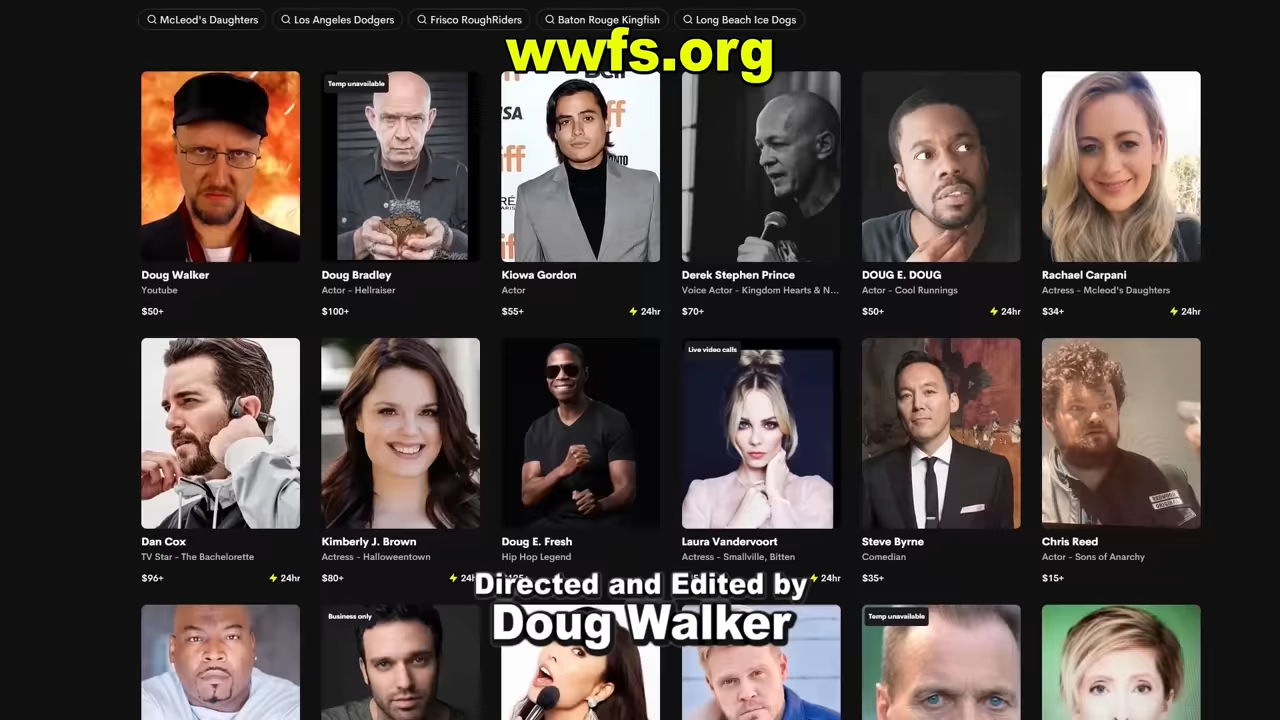 McLeod's Daughters
Los Angeles Dodgers
Frisco RoughRiders
Baton Rouge Kingfish
Long Beach Ice Dogs
wwfs.org
Temp unavailable
Doug Walker
Youtube
$50+
Doug Bradley
Actor - Hellraiser
$100+
Kiowa Gordon
Actor
$55+
24hr
Derek Stephen Prince
Voice Actor - Kingdom Hearts & N...
$70+
DOUG E. DOUG
Actor - Cool Runnings
$50+
24hr
Rachael Carpani
Actress - Mcleod's Daughters
$34+
24hr
Live video calls
Dan Cox
TV Star - The Bachelorette
$96+
24hr
Kimberly J. Brown
Actress - Halloweentown
$80+
Doug E. Fresh
Hip Hop Legend
Laura Vandervoort
Actress - Smallville, Bitten
24hr
Steve Byrne
Comedian
$35+
Chris Reed
Actor - Sons of Anarchy
$15+
Directed and Edited by
Doug Walker
Business only
Temp unavailable